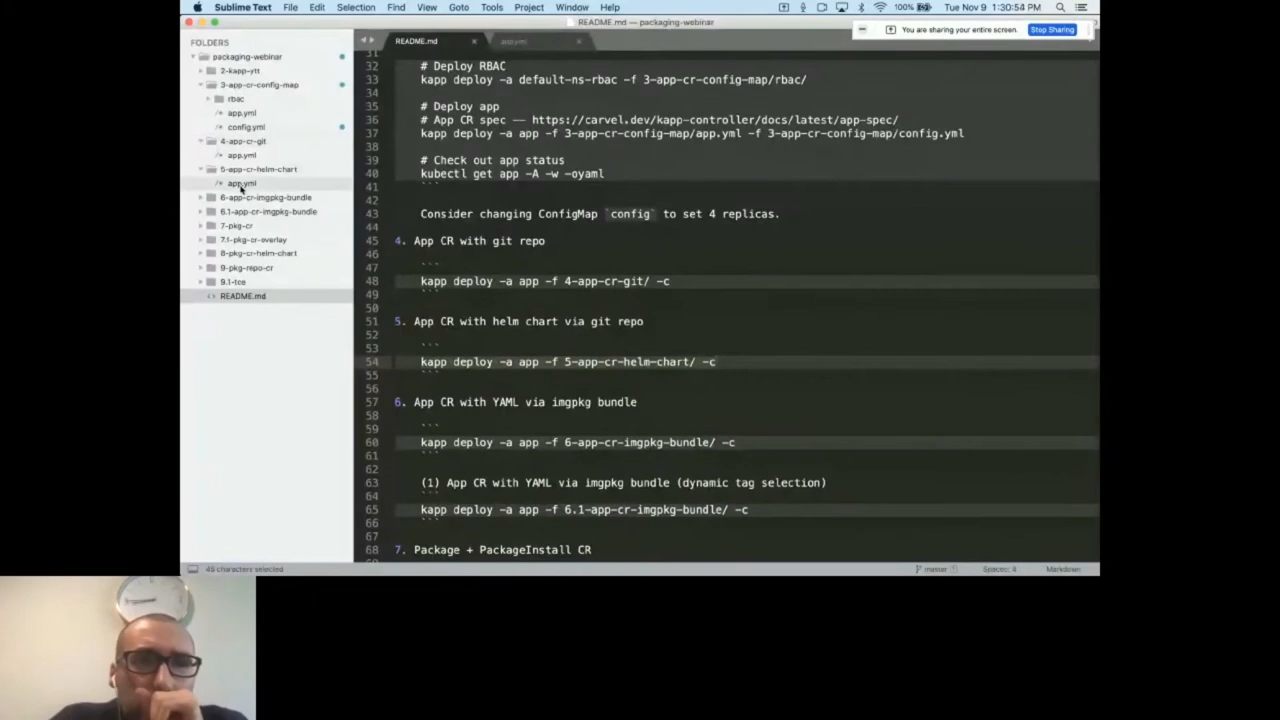 Sublime Text File Edit Selection Find View Goto Tools Project Window Help 100% Tue Nov 9 1:30:54 PM
README.md — packaging-webinar
You are sharing your entire screen. Stop Sharing
FOLDERS
packaging-webinar
2-kapp-ytt
3-app-cr-config-map
rbac
app.yml
config.yml
4-app-cr-git
app.yml
5-app-cr-helm-chart
app.yml
6-app-cr-imgpkg-bundle
6.1-app-cr-imgpkg-bundle
7-pkg-cr
7.1-pkg-cr-overlay
8-pkg-cr-helm-chart
9-pkg-repo-cr
9.1-tce
README.md
README.md app.yml
31
32 # Deploy RBAC
33 kapp deploy -a default-ns-rbac -f 3-app-cr-config-map/rbac/
34
35 # Deploy app
36 # App CR spec -- https://carvel.dev/kapp-controller/docs/latest/app-spec/
37 kapp deploy -a app -f 3-app-cr-config-map/app.yml -f 3-app-cr-config-map/config.yml
38
39 # Check out app status
40 kubectl get app -A -w -oyaml
41 ```
42
43 Consider changing ConfigMap `config` to set 4 replicas.
44
45 4. App CR with git repo
46
47 ```
48 kapp deploy -a app -f 4-app-cr-git/ -c
49 ```
50
51 5. App CR with helm chart via git repo
52
53 ```
54 kapp deploy -a app -f 5-app-cr-helm-chart/ -c
55 ```
56
57 6. App CR with YAML via imgpkg bundle
58
59 ```
60 kapp deploy -a app -f 6-app-cr-imgpkg-bundle/ -c
61 ```
62
63 (1) App CR with YAML via imgpkg bundle (dynamic tag selection)
64 ```
65 kapp deploy -a app -f 6.1-app-cr-imgpkg-bundle/ -c
66 ```
67
68 7. Package + PackageInstall CR
45 characters selected master Spaces: 4 Markdown